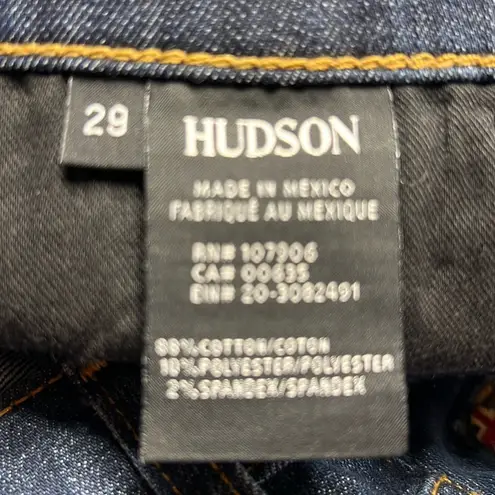 29
HUDSON
MADE IN MEXICO
FABRIQUÉ AU MEXIQUE
RN# 107906
CA# 00635
EIN# 20-3082491
88% COTTON/COTON
10% POLYESTER/POLYESTER
2% SPANDEX/SPANDEX